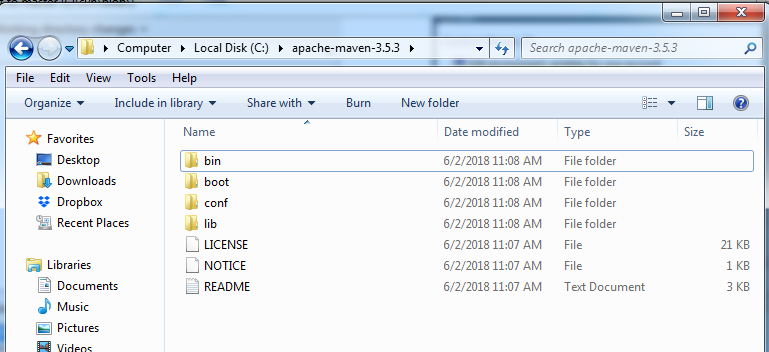 Computer Local Disk (C:) apache-maven-3.5.3 Search apache-maven-3.5.3
File Edit View Tools Help
Organize Include in library Share with Burn New folder
Name Date modified Type Size
Favorites
Desktop
Downloads
Dropbox
Recent Places
Libraries
Documents
Music
Pictures
Videos
bin 6/2/2018 11:08 AM File folder
boot 6/2/2018 11:08 AM File folder
conf 6/2/2018 11:08 AM File folder
lib 6/2/2018 11:08 AM File folder
LICENSE 6/2/2018 11:07 AM File 21 KB
NOTICE 6/2/2018 11:07 AM File 1 KB
README 6/2/2018 11:07 AM Text Document 3 KB